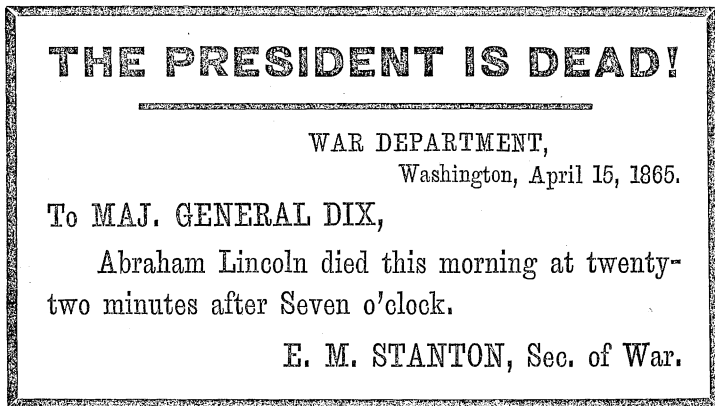 THE PRESIDENT IS DEAD!
WAR DEPARTMENT,
Washington, April 15, 1865.
To MAJ. GENERAL DIX,
Abraham Lincoln died this morning at twenty-
two minutes after Seven o'clock.
E. M. STANTON, Sec. of War.